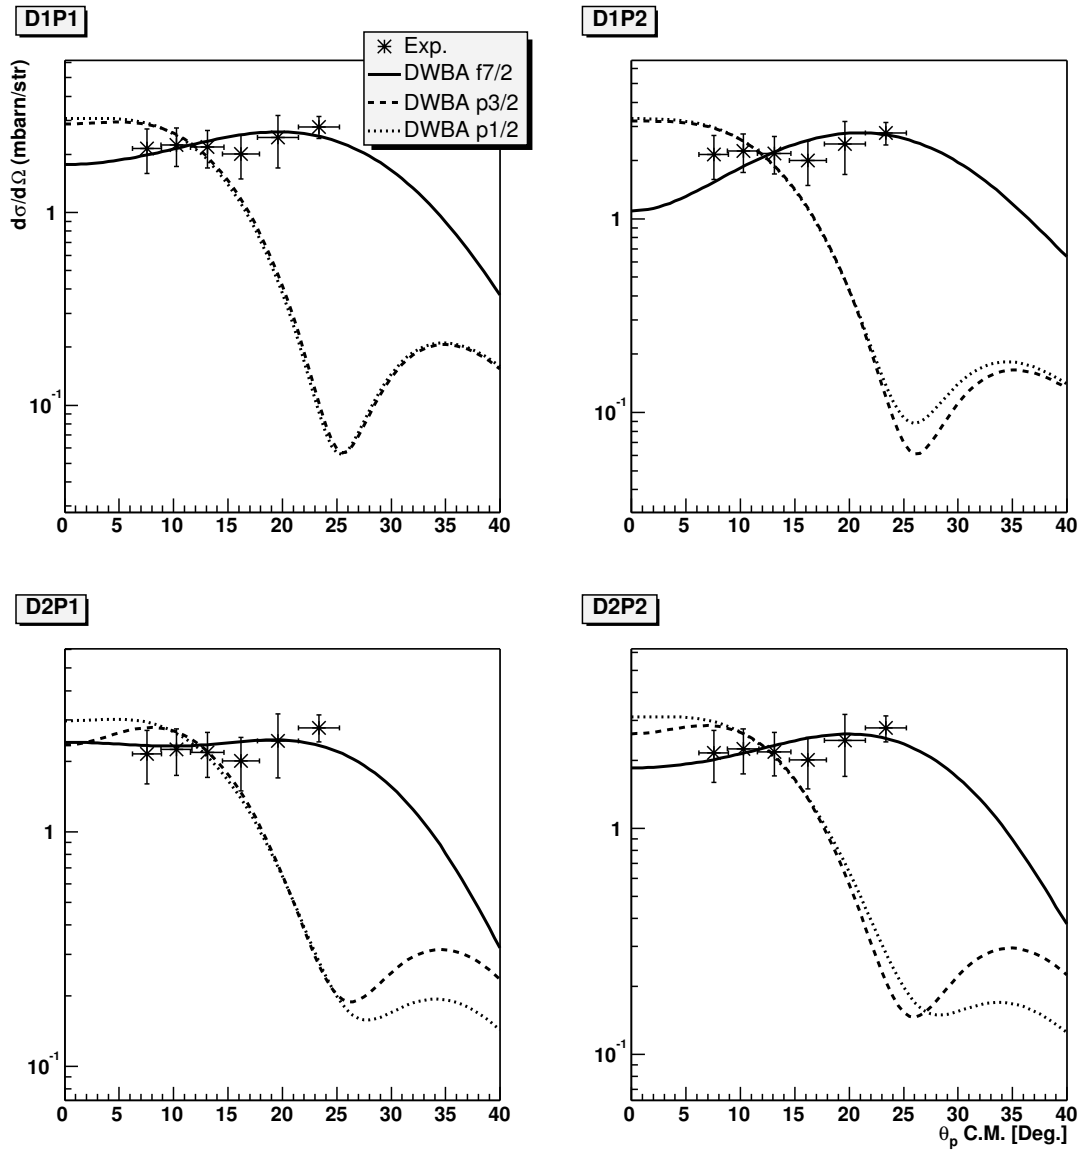 D1P1
D1P2
Exp.
DWBA f7/2
DWBA p3/2
DWBA p1/2
dσ/dΩ (mbarn/str)
1
10⁻¹
0 5 10 15 20 25 30 35 40
1
10⁻¹
0 5 10 15 20 25 30 35 40
D2P1
D2P2
1
10⁻¹
0 5 10 15 20 25 30 35 40
1
10⁻¹
0 5 10 15 20 25 30 35 40
θp C.M. [Deg.]